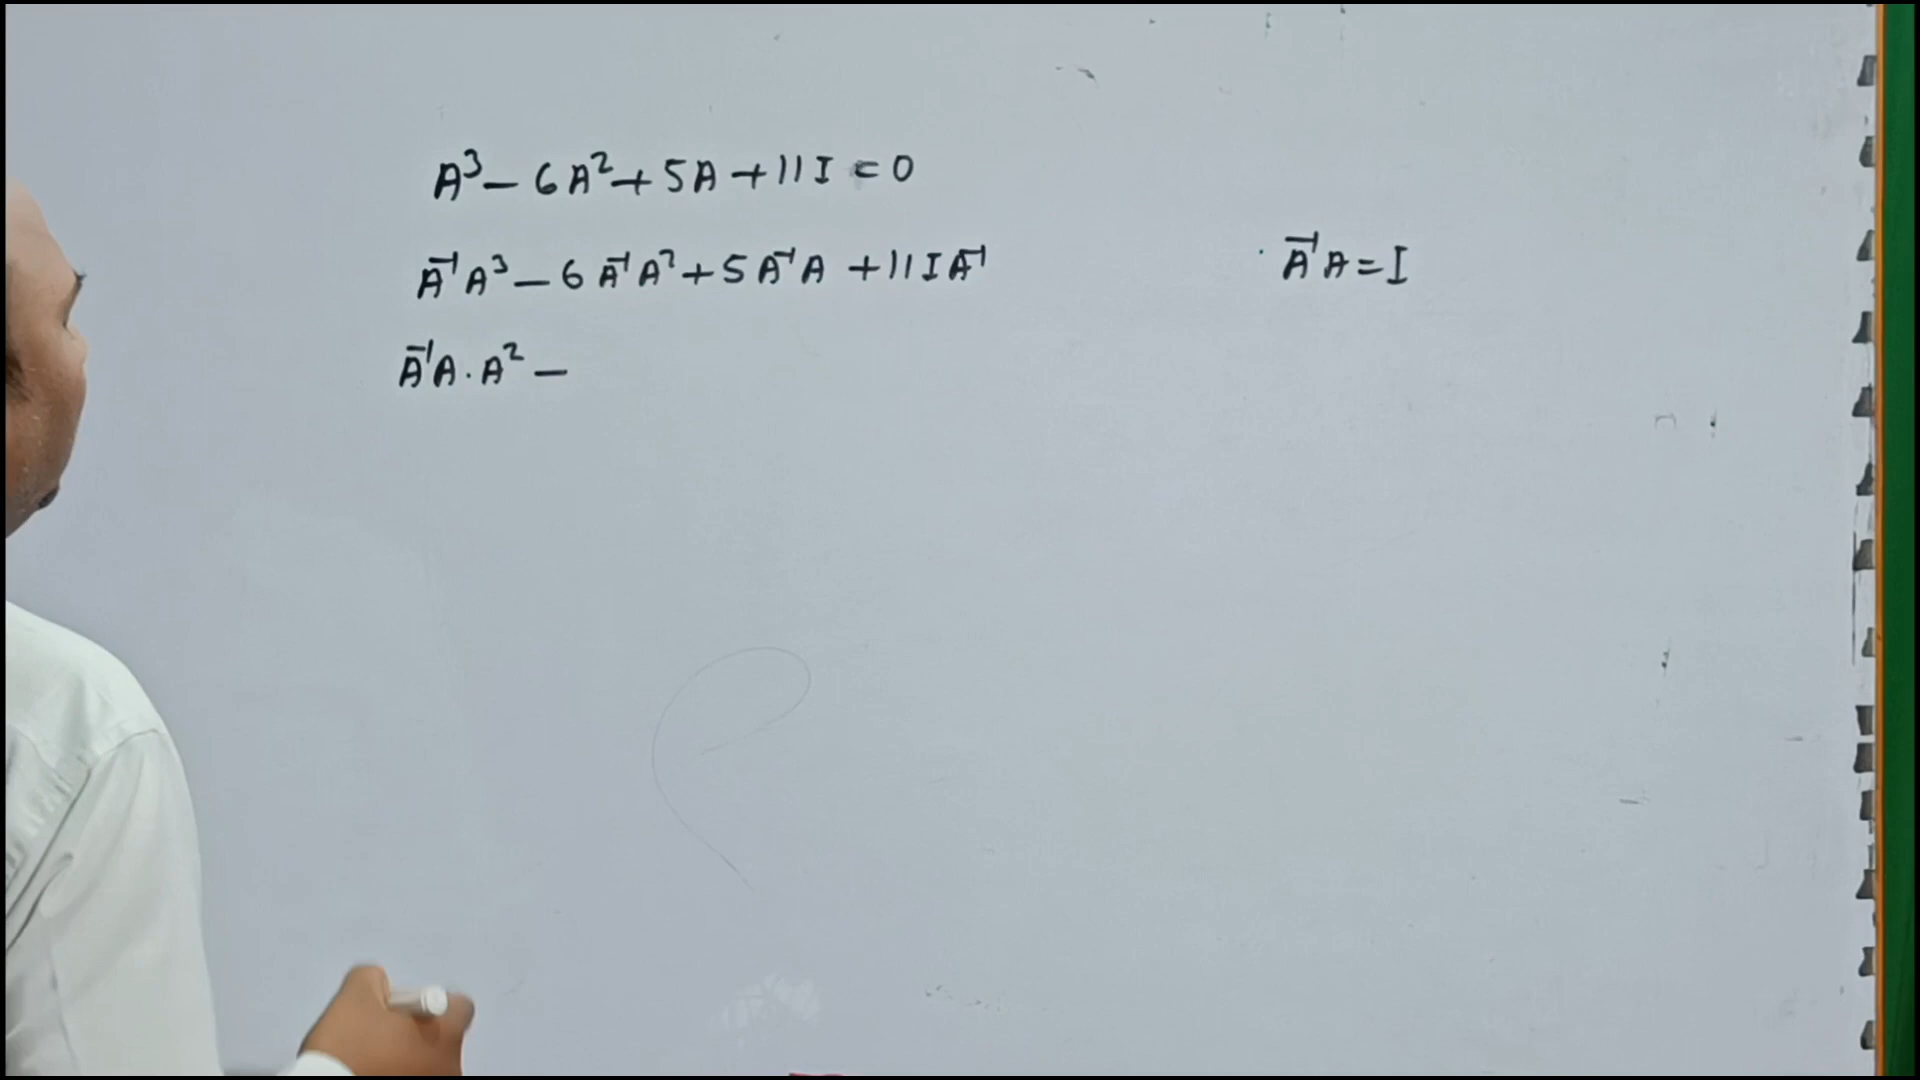 A³ – 6A² + 5A + 11I = 0
A⁻¹A³ – 6A⁻¹A² + 5A⁻¹A + 11IA⁻¹
A⁻¹A = I
A⁻¹A · A² –